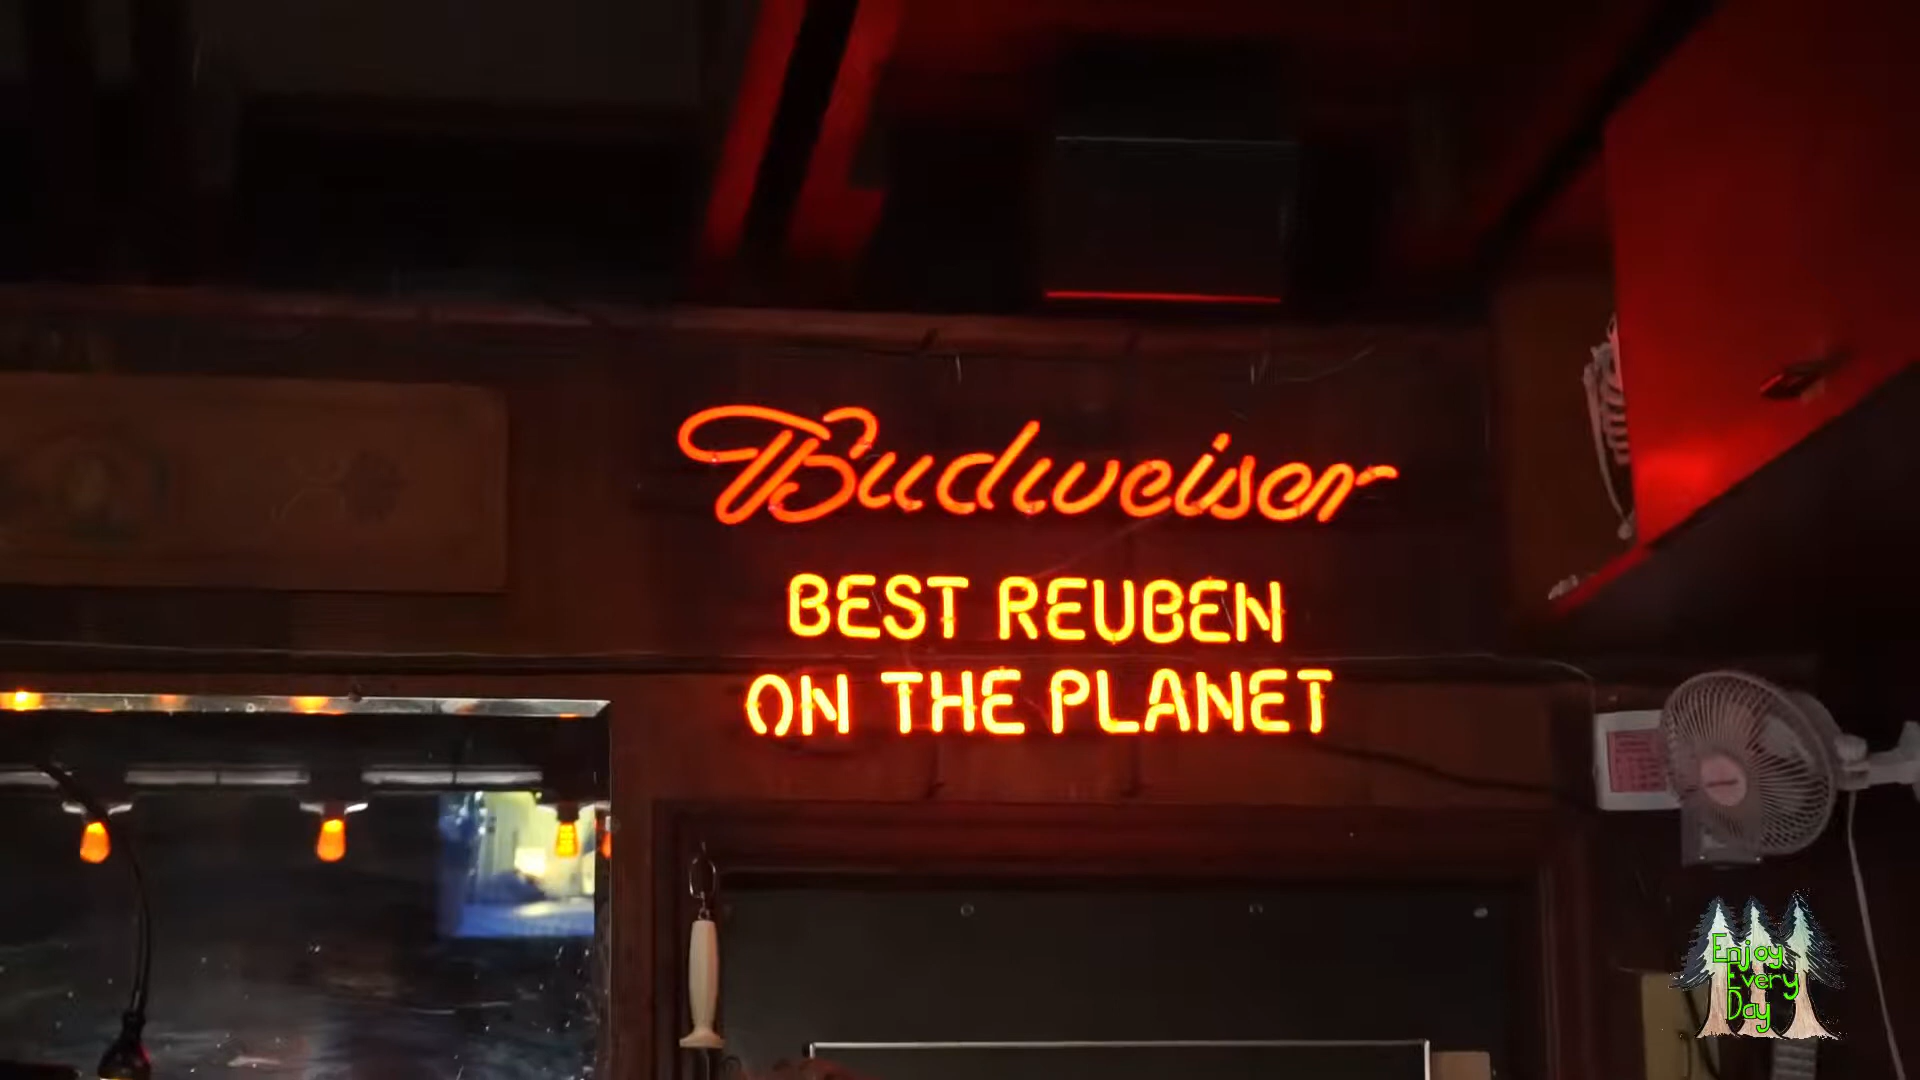 Budweiser
BEST REUBEN
ON THE PLANET
Enjoy
Every
Day